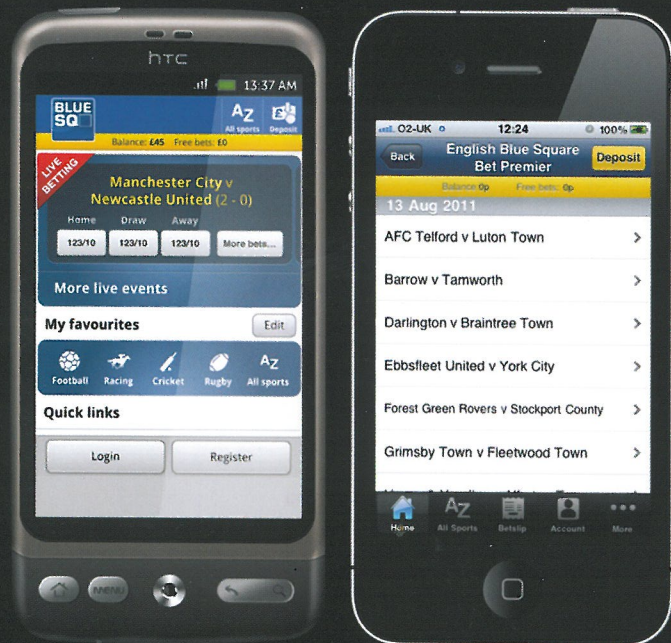 hTC
13:37 AM
BLUE
SQ
AZ
All sports
£
Deposit
Balance: £45 Free bets: £0
LIVE
BETTING
Manchester City v
Newcastle United (2 - 0)
Home Draw Away
123/10 123/10 123/10 More bets...
More live events
My favourites Edit
Football Racing Cricket Rugby AZ All sports
Quick links
Login Register
MENU
O2-UK 12:24 100%
Back
English Blue Square
Bet Premier
Deposit
Balance: 0p Free bets: 0p
13 Aug 2011
AFC Telford v Luton Town
Barrow v Tamworth
Darlington v Braintree Town
Ebbsfleet United v York City
Forest Green Rovers v Stockport County
Grimsby Town v Fleetwood Town
AZ
Home All Sports Betslip Account More